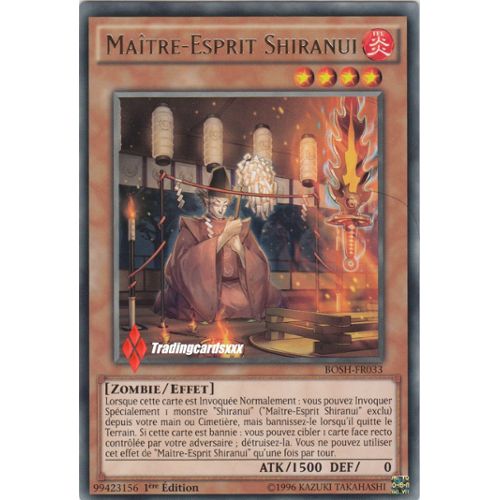 MAÎTRE-ESPRIT SHIRANUI
FEU
炎
Tradingcardsxxx
BOSH-FR033
[ZOMBIE/EFFET]
Lorsque cette carte est Invoquée Normalement : vous pouvez Invoquer
Spécialement 1 monstre "Shiranui" ("Maître-Esprit Shiranui" exclu)
depuis votre main ou Cimetière, mais bannissez-le lorsqu'il quitte le
Terrain. Si cette carte est bannie : vous pouvez cibler 1 carte face recto
contrôlée par votre adversaire ; détruisez-la. Vous ne pouvez utiliser
cet effet de "Maître-Esprit Shiranui" qu'une fois par tour.
ATK/1500 DEF/ 0
99423156 1ère Édition ©1996 KAZUKI TAKAHASHI